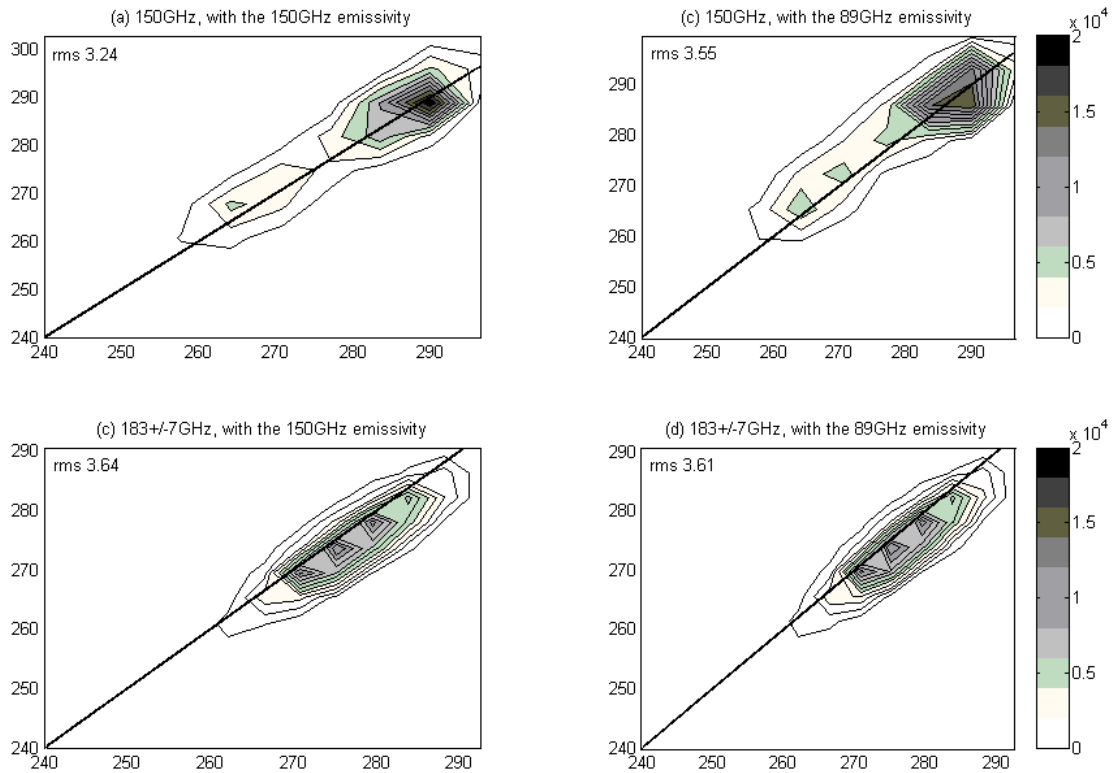 (a) 150GHz, with the 150GHz emissivity
(c) 150GHz, with the 89GHz emissivity
x 10^4
rms 3.24
300
290
280
270
260
250
240
240 250 260 270 280 290
rms 3.55
290
280
270
260
250
240
240 250 260 270 280 290
2
1.5
1
0.5
0
(c) 183+/-7GHz, with the 150GHz emissivity
(d) 183+/-7GHz, with the 89GHz emissivity
x 10^4
rms 3.64
290
280
270
260
250
240
240 250 260 270 280 290
rms 3.61
290
280
270
260
250
240
240 250 260 270 280 290
2
1.5
1
0.5
0